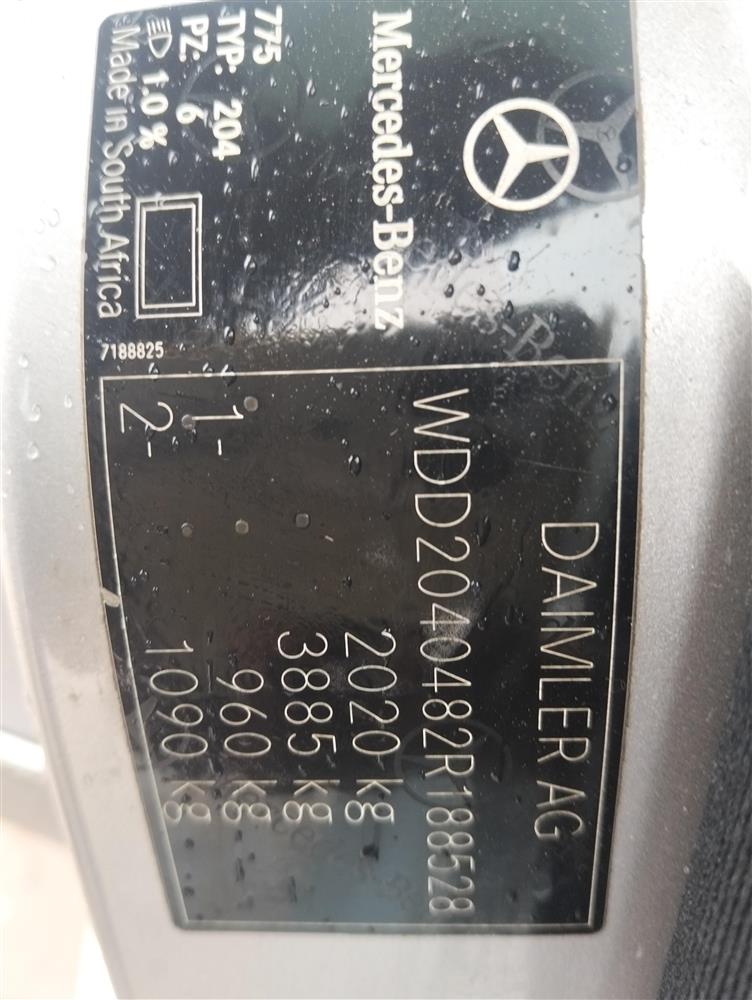 Mercedes-Benz
775
TYP: 204
PZ: 6
1.0 %
Made in South Africa
7188825
DAIMLER AG
WDD2040482R188528
2020 kg
3885 kg
1- 960 kg
2- 1090 kg